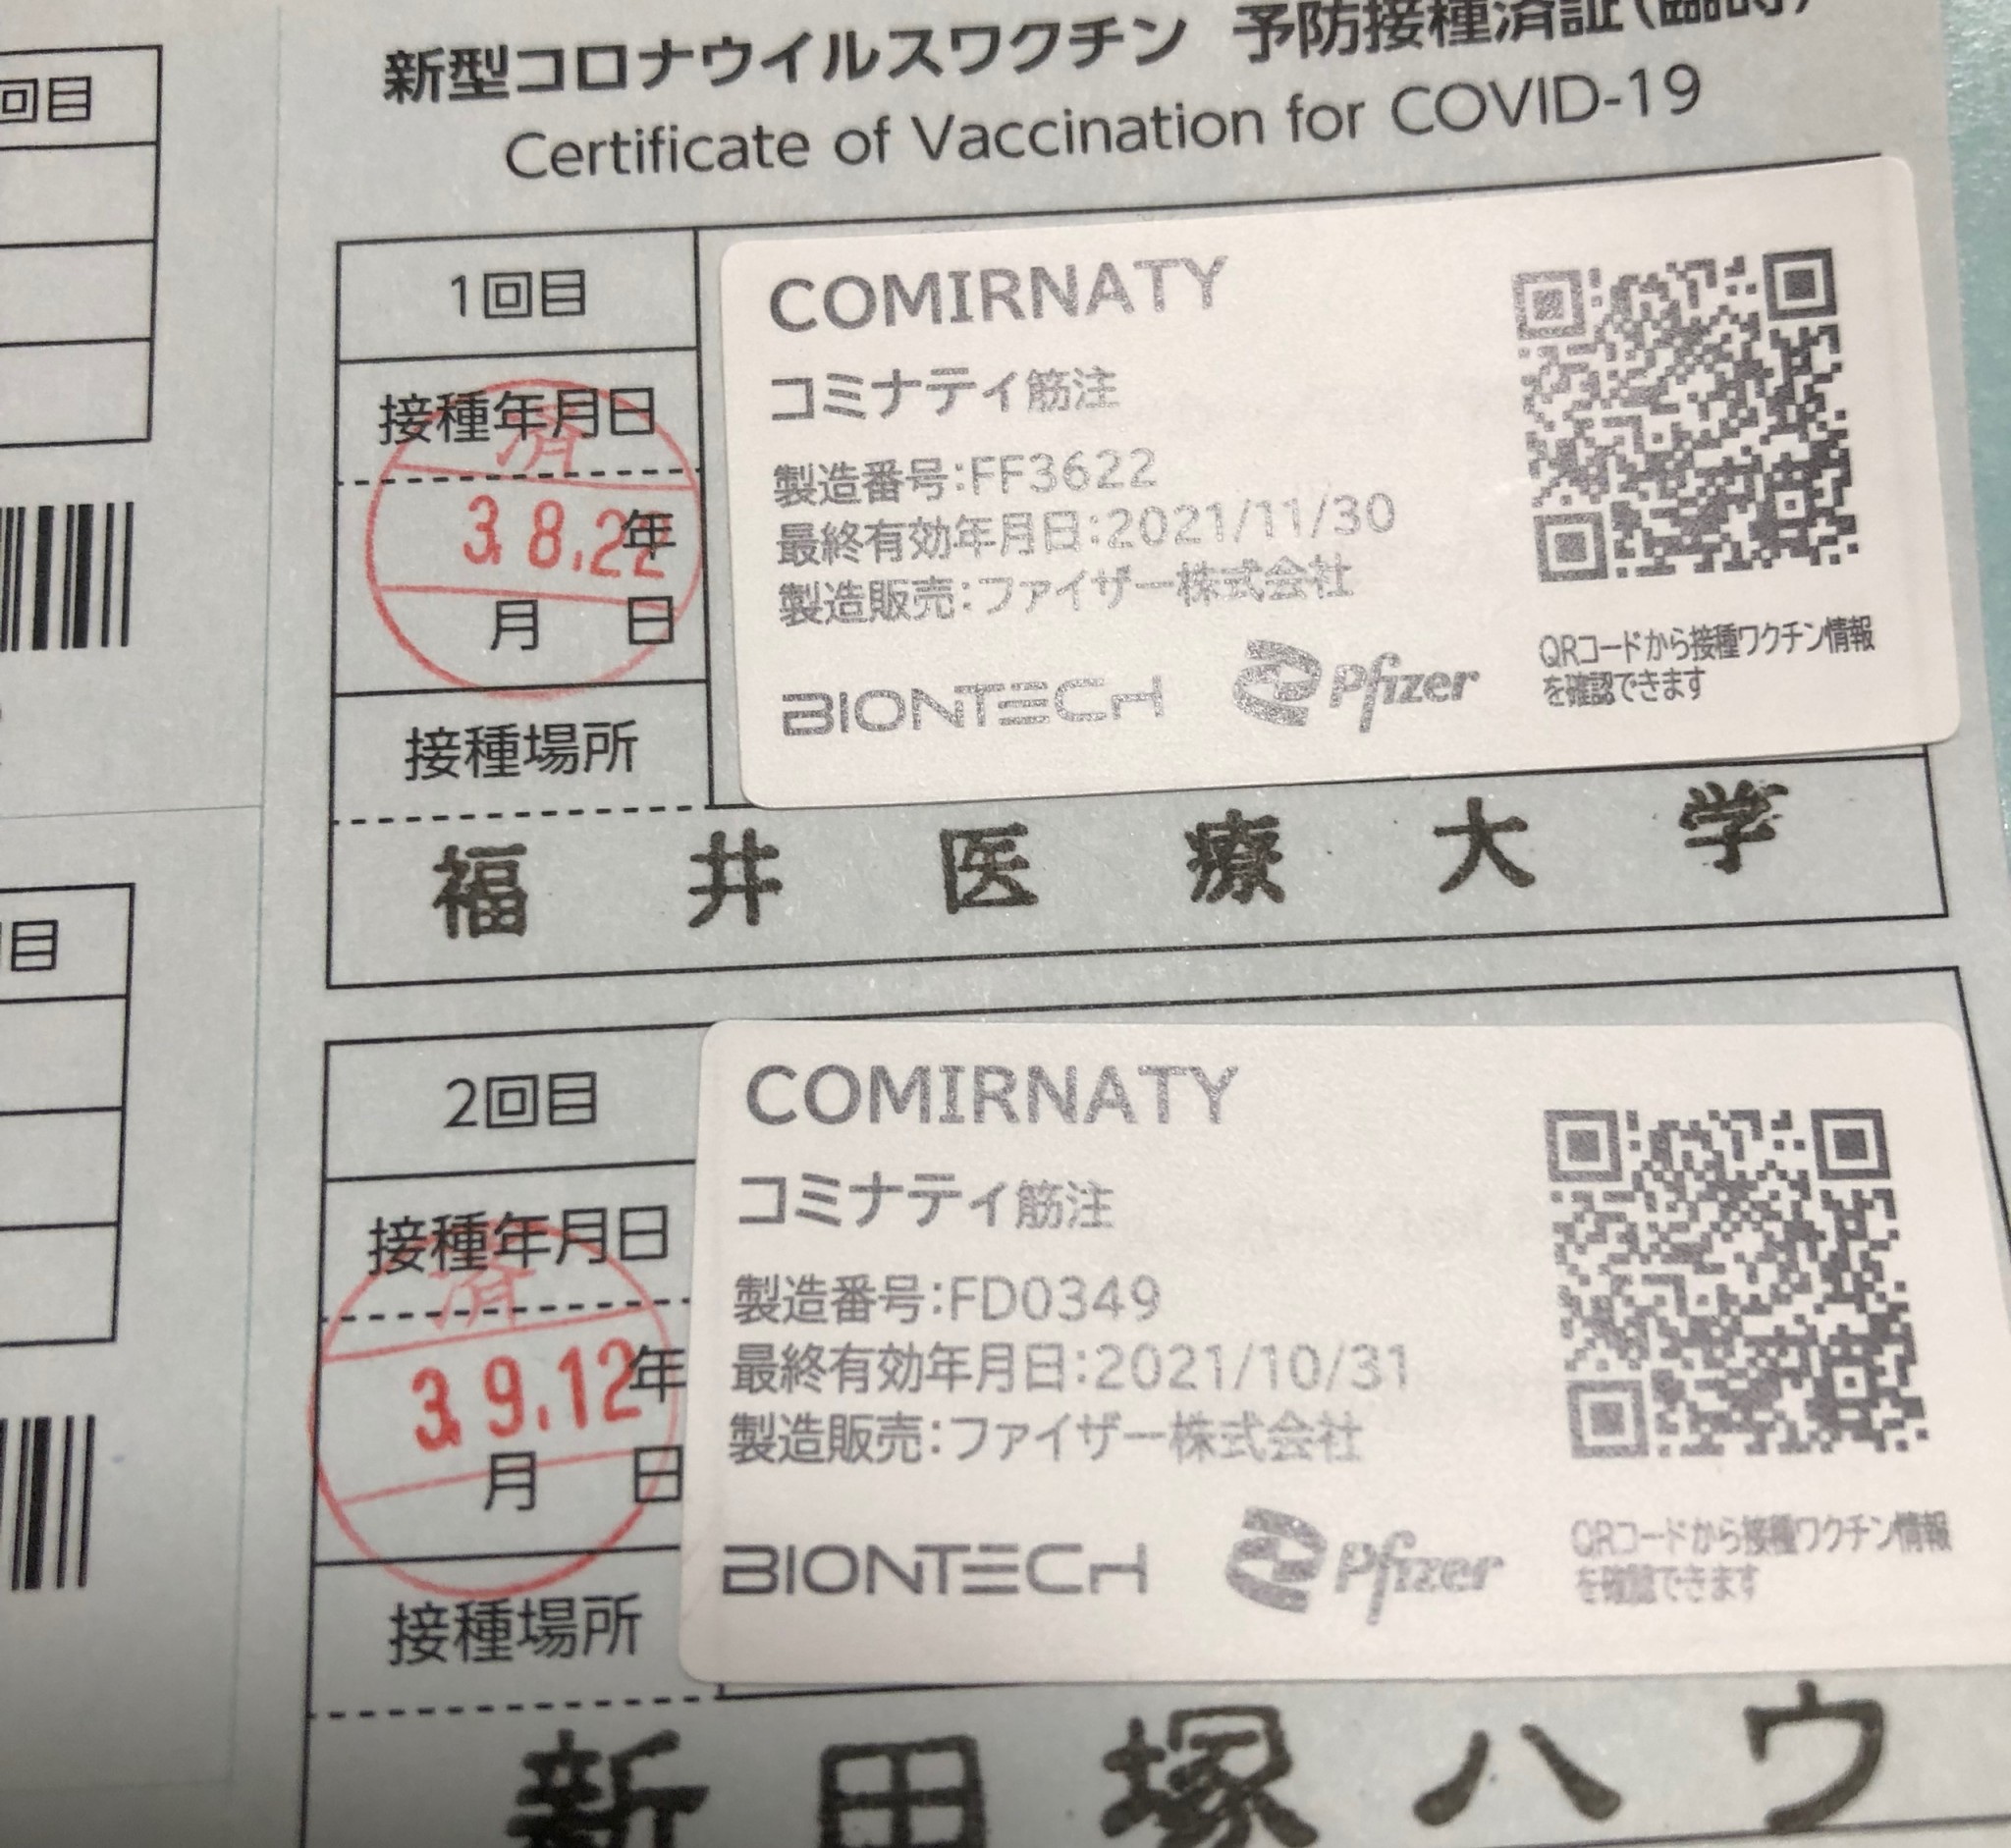 新型コロナウイルスワクチン 予防接種済証(臨時)
Certificate of Vaccination for COVID-19
回目
1回目
接種年月日
済
3.8.22
年
月 日
接種場所
COMIRNATY
コミナティ筋注
製造番号:FF3622
最終有効年月日:2021/11/30
製造販売:ファイザー株式会社
BIONTECH Pfizer
QRコードから接種ワクチン情報
を確認できます
福井医療大学
目
2回目
接種年月日
済
3.9.12
年
月 日
接種場所
COMIRNATY
コミナティ筋注
製造番号:FD0349
最終有効年月日:2021/10/31
製造販売:ファイザー株式会社
BIONTECH Pfizer
QRコードから接種ワクチン情報
を確認できます
新田塚ハウ